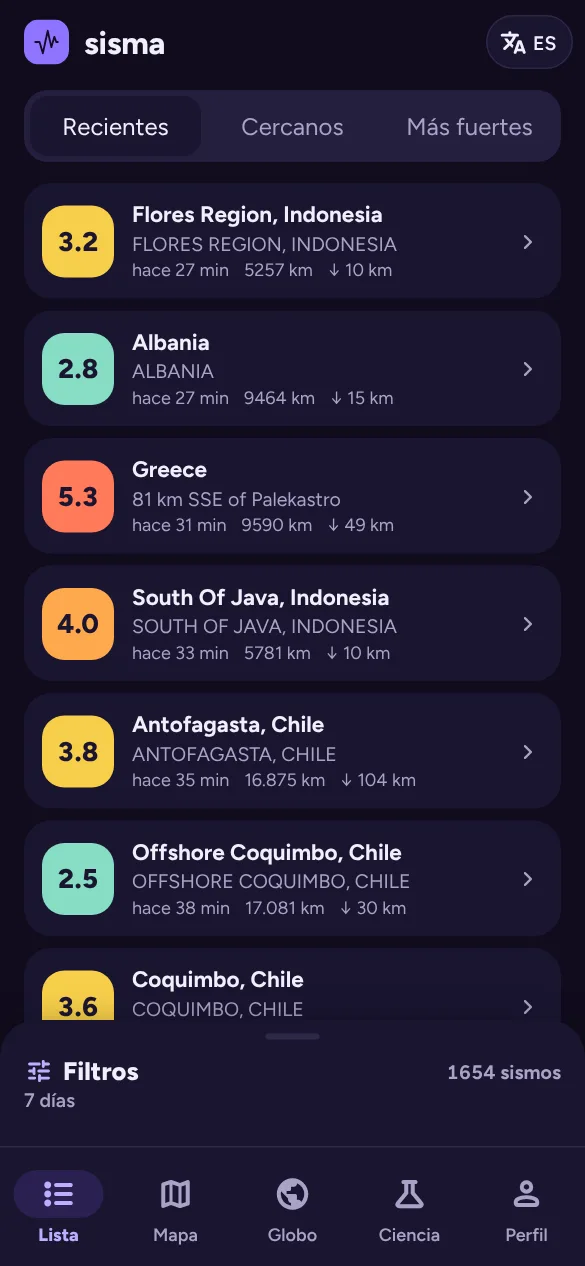 sisma
ES
Recientes Cercanos Más fuertes
3.2
Flores Region, Indonesia
FLORES REGION, INDONESIA
hace 27 min 5257 km ↓ 10 km
2.8
Albania
ALBANIA
hace 27 min 9464 km ↓ 15 km
5.3
Greece
81 km SSE of Palekastro
hace 31 min 9590 km ↓ 49 km
4.0
South Of Java, Indonesia
SOUTH OF JAVA, INDONESIA
hace 33 min 5781 km ↓ 10 km
3.8
Antofagasta, Chile
ANTOFAGASTA, CHILE
hace 35 min 16.875 km ↓ 104 km
2.5
Offshore Coquimbo, Chile
OFFSHORE COQUIMBO, CHILE
hace 38 min 17.081 km ↓ 30 km
3.6
Coquimbo, Chile
COQUIMBO, CHILE
Filtros
1654 sismos
7 días
Lista Mapa Globo Ciencia Perfil